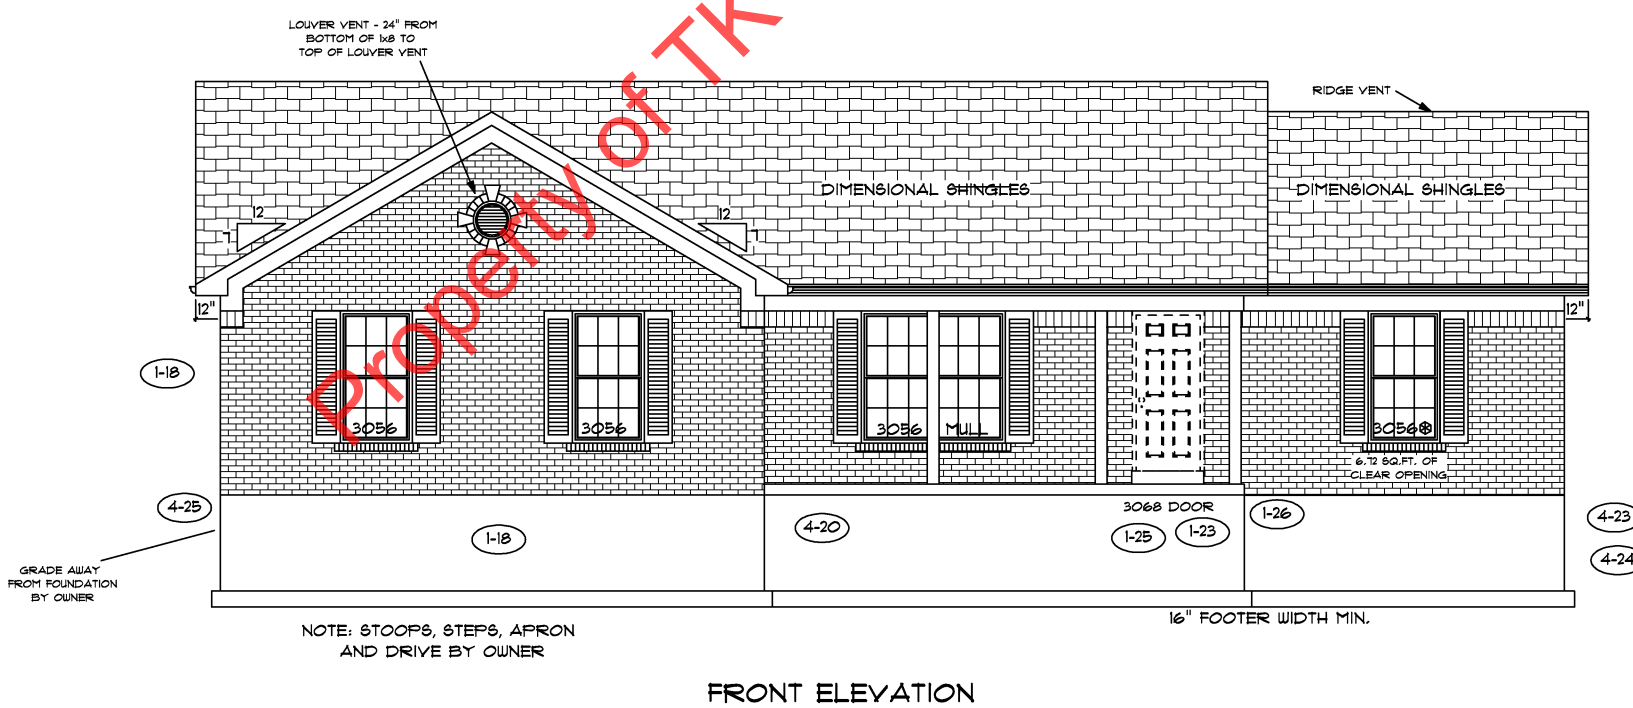 LOUVER VENT - 24" FROM
BOTTOM OF 1x8 TO
TOP OF LOUVER VENT
Property of TK
RIDGE VENT
DIMENSIONAL SHINGLES
DIMENSIONAL SHINGLES
12
12
7
7
12"
12"
1-18
3056
3056
3056
MULL
3056⊛
6.72 SQ.FT. OF
CLEAR OPENING
4-25
3068 DOOR
1-18
4-20
1-25
1-23
1-26
4-23
4-24
GRADE AWAY
FROM FOUNDATION
BY OWNER
16" FOOTER WIDTH MIN.
NOTE: STOOPS, STEPS, APRON
AND DRIVE BY OWNER
FRONT ELEVATION